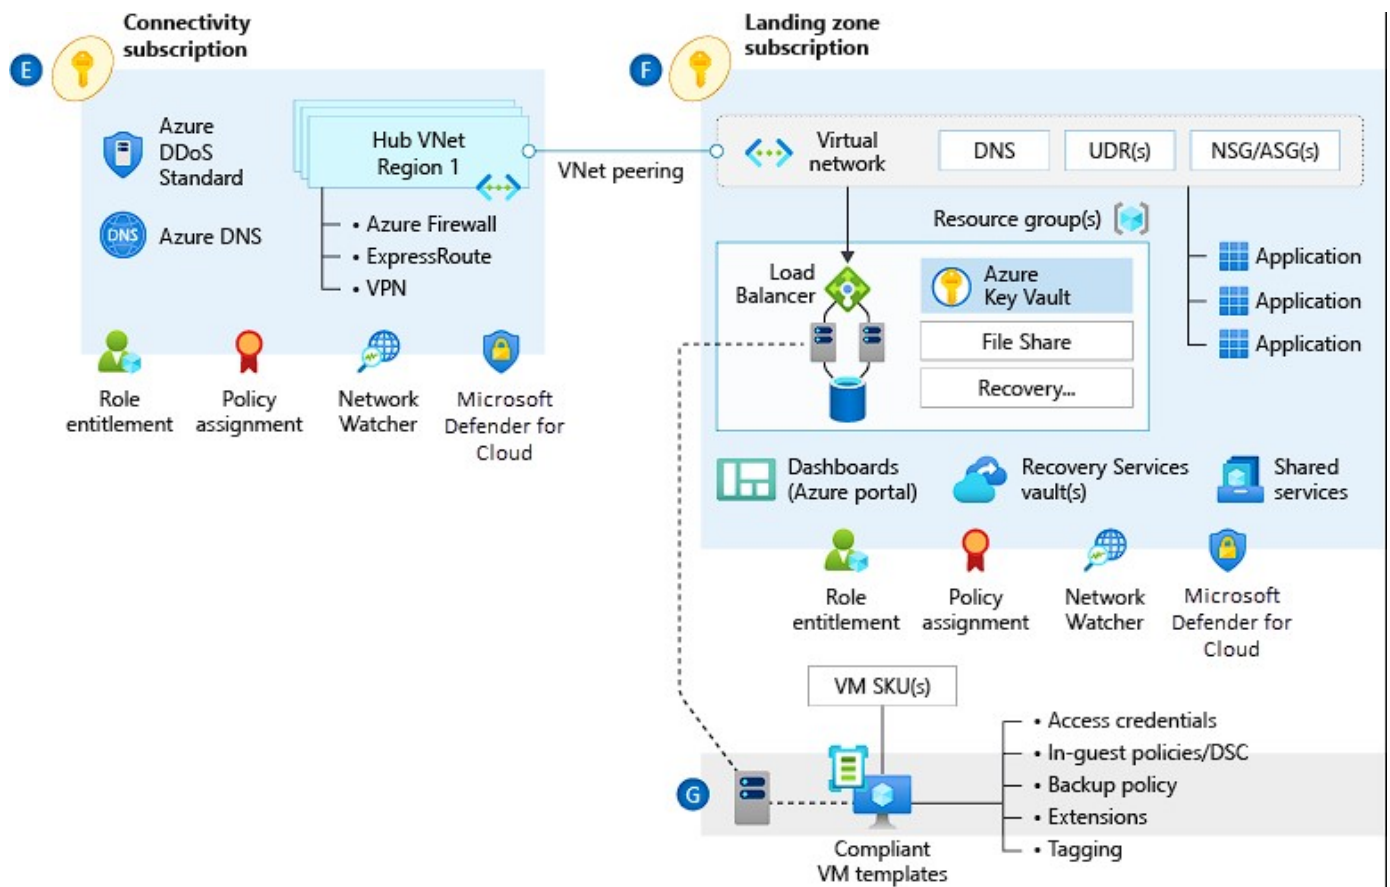 Connectivity
subscription
E
Azure
DDoS
Standard
DNS
Azure DNS
Hub VNet
Region 1
• Azure Firewall
• ExpressRoute
• VPN
Role
entitlement
Policy
assignment
Network
Watcher
Microsoft
Defender for
Cloud
VNet peering
Landing zone
subscription
F
Virtual
network
DNS
UDR(s)
NSG/ASG(s)
Resource group(s)
Load
Balancer
Azure
Key Vault
File Share
Recovery...
Application
Application
Application
Dashboards
(Azure portal)
Recovery Services
vault(s)
Shared
services
Role
entitlement
Policy
assignment
Network
Watcher
Microsoft
Defender for
Cloud
VM SKU(s)
G
Compliant
VM templates
• Access credentials
• In-guest policies/DSC
• Backup policy
• Extensions
• Tagging